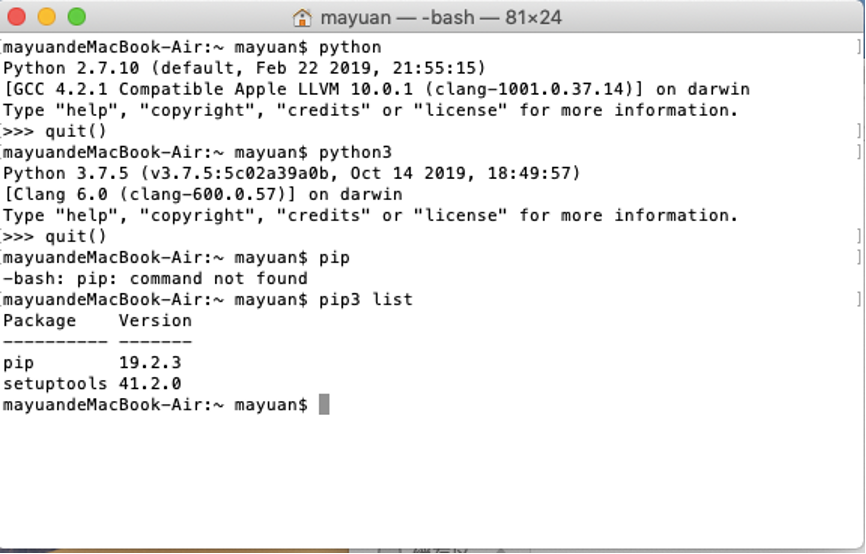 mayuan — -bash — 81×24
[mayuandeMacBook-Air:~ mayuan$ python ]
Python 2.7.10 (default, Feb 22 2019, 21:55:15)
[GCC 4.2.1 Compatible Apple LLVM 10.0.1 (clang-1001.0.37.14)] on darwin
Type "help", "copyright", "credits" or "license" for more information.
[>>> quit() ]
[mayuandeMacBook-Air:~ mayuan$ python3 ]
Python 3.7.5 (v3.7.5:5c02a39a0b, Oct 14 2019, 18:49:57)
[Clang 6.0 (clang-600.0.57)] on darwin
Type "help", "copyright", "credits" or "license" for more information.
[>>> quit() ]
[mayuandeMacBook-Air:~ mayuan$ pip ]
-bash: pip: command not found
[mayuandeMacBook-Air:~ mayuan$ pip3 list ]
Package    Version
---------- -------
pip        19.2.3
setuptools 41.2.0
mayuandeMacBook-Air:~ mayuan$